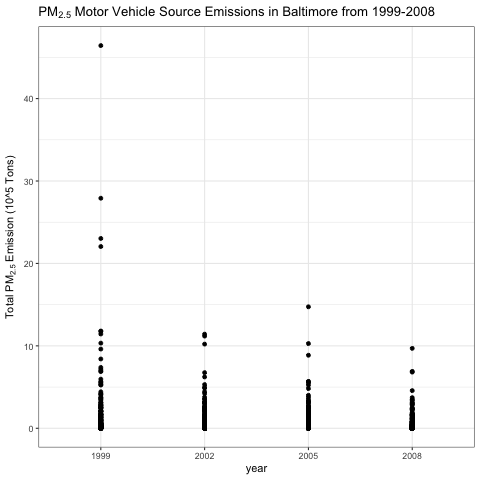 PM2.5 Motor Vehicle Source Emissions in Baltimore from 1999-2008
Total PM2.5 Emission (10^5 Tons)
40
30
20
10
0
1999 2002 2005 2008
year